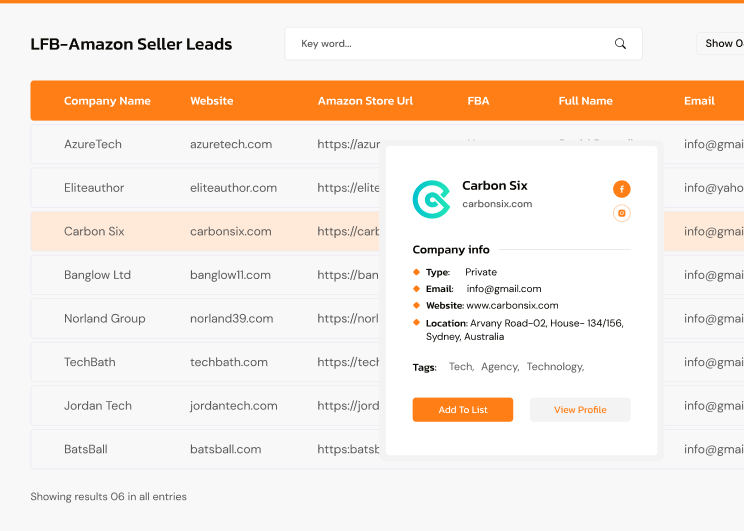 LFB-Amazon Seller Leads
Key word...
Show
Company Name Website Amazon Store Url FBA Full Name Email
AzureTech azuretech.com https://azur
Eliteauthor eliteauthor.com https://elite info@yaho
Carbon Six carbonsix.com https://carb info@gmai
Banglow Ltd banglow11.com https://ban info@gmai
Norland Group norland39.com https://norl info@gmai
TechBath techbath.com https://tech info@gmai
Jordan Tech jordantech.com https://jord info@gmai
BatsBall batsball.com https:batsb info@gmai
Carbon Six
carbonsix.com
Company info
Type: Private
Email: info@gmail.com
Website: www.carbonsix.com
Location: Arvany Road-02, House- 134/156,
Sydney, Australia
Tags: Tech, Agency, Technology,
Add To List View Profile
Showing results 06 in all entries